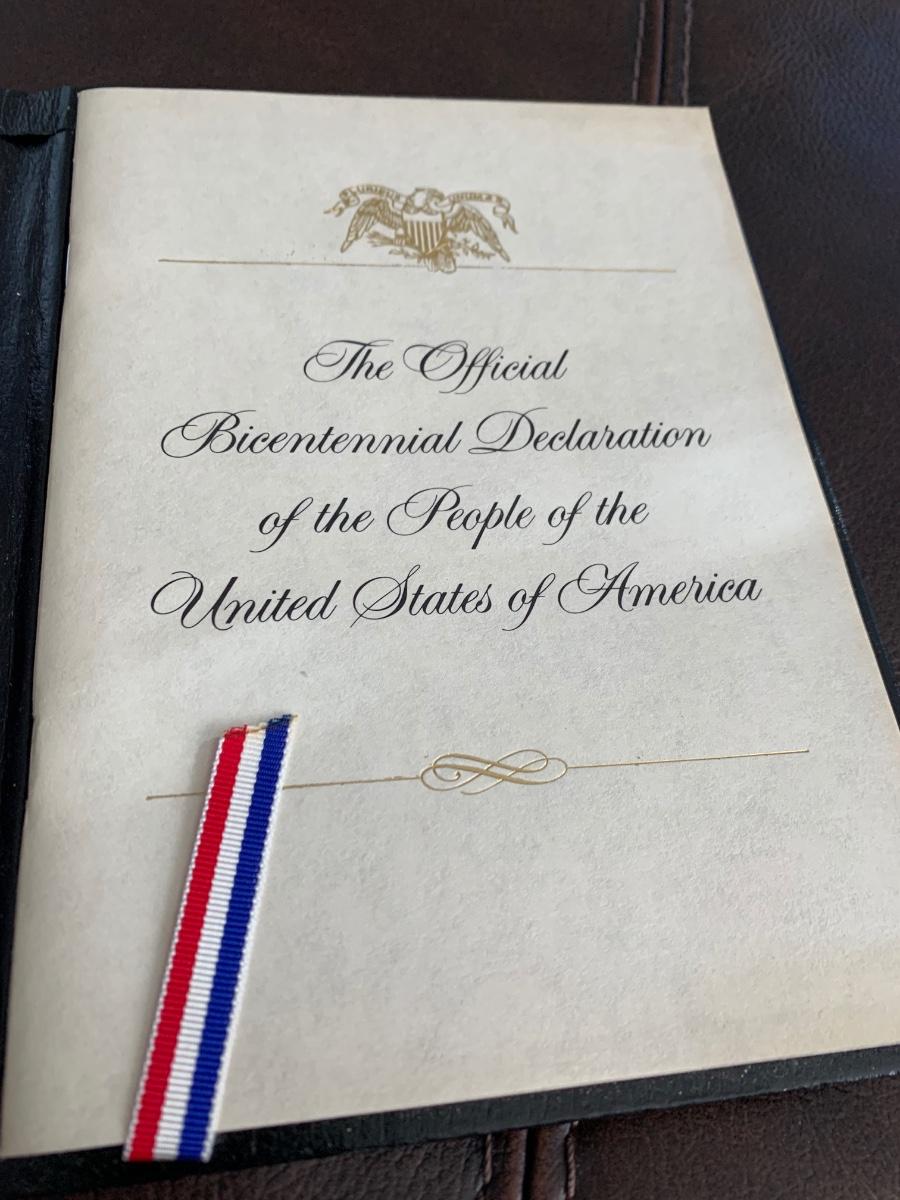 The Official
Bicentennial Declaration
of the People of the
United States of America